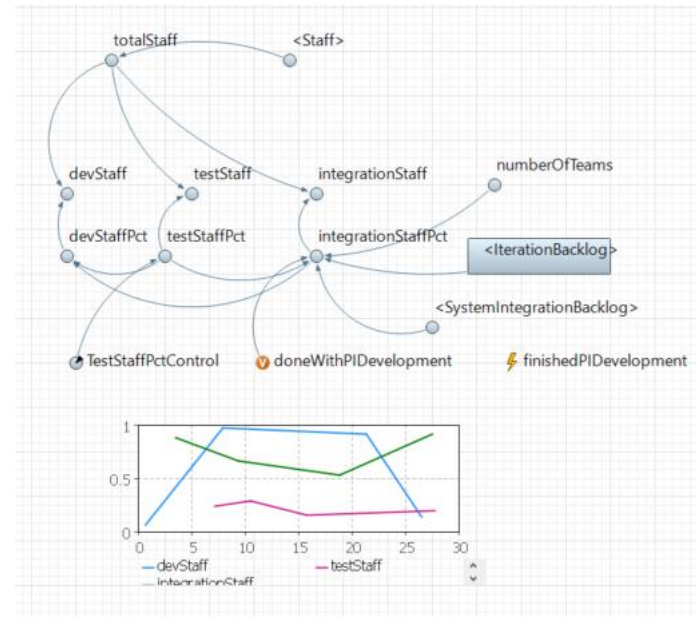 totalStaff
<Staff>
devStaff
testStaff
integrationStaff
numberOfTeams
devStaffPct
testStaffPct
integrationStaffPct
<IterationBacklog>
<SystemIntegrationBacklog>
TestStaffPctControl
V
doneWithPIDevelopment
finishedPIDevelopment
1
0.5
0
0 5 10 15 20 25 30
devStaff
testStaff
integrationStaff